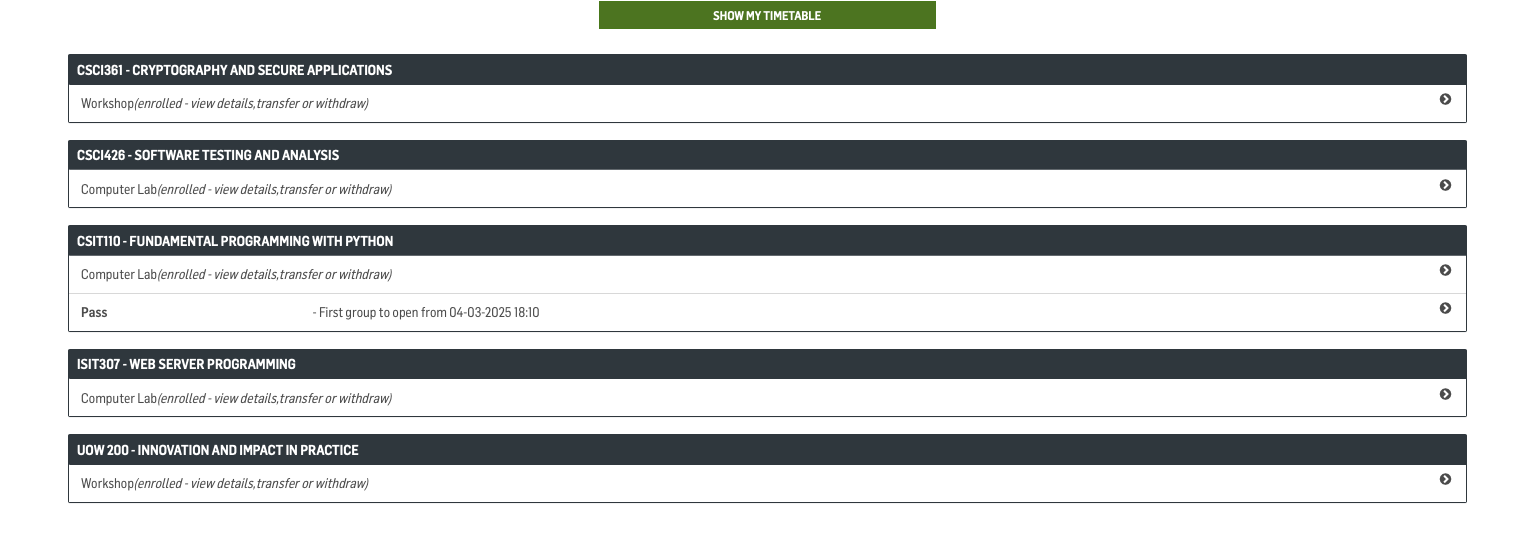 SHOW MY TIMETABLE
CSCI361 - CRYPTOGRAPHY AND SECURE APPLICATIONS
Workshop(enrolled - view details,transfer or withdraw)
CSCI426 - SOFTWARE TESTING AND ANALYSIS
Computer Lab(enrolled - view details,transfer or withdraw)
CSIT110 - FUNDAMENTAL PROGRAMMING WITH PYTHON
Computer Lab(enrolled - view details,transfer or withdraw)
Pass - First group to open from 04-03-2025 18:10
ISIT307 - WEB SERVER PROGRAMMING
Computer Lab(enrolled - view details,transfer or withdraw)
UOW 200 - INNOVATION AND IMPACT IN PRACTICE
Workshop(enrolled - view details,transfer or withdraw)